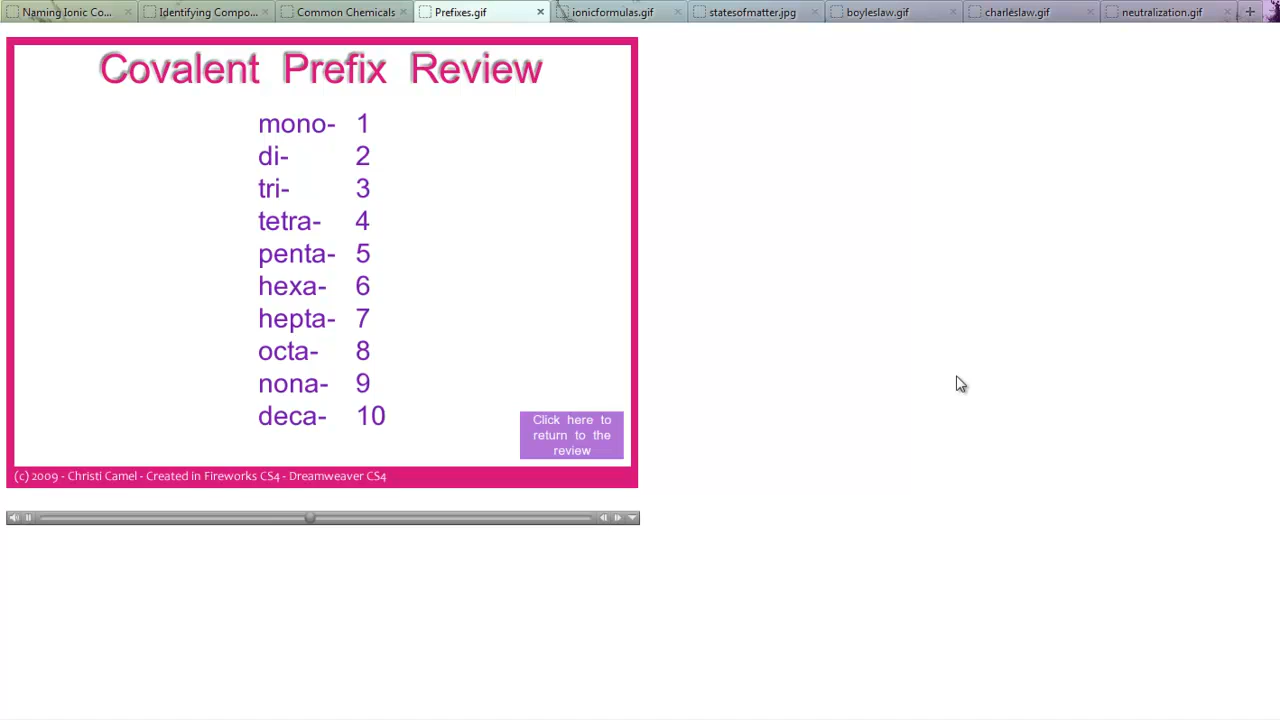 Naming Ionic Co...
Identifying Compo...
Common Chemicals
Prefixes.gif
ionicformulas.gif
statesofmatter.jpg
boyleslaw.gif
charleslaw.gif
neutralization.gif
Covalent Prefix Review
mono- 1
di- 2
tri- 3
tetra- 4
penta- 5
hexa- 6
hepta- 7
octa- 8
nona- 9
deca- 10
Click here to
return to the
review
(c) 2009 - Christi Camel - Created in Fireworks CS4 - Dreamweaver CS4